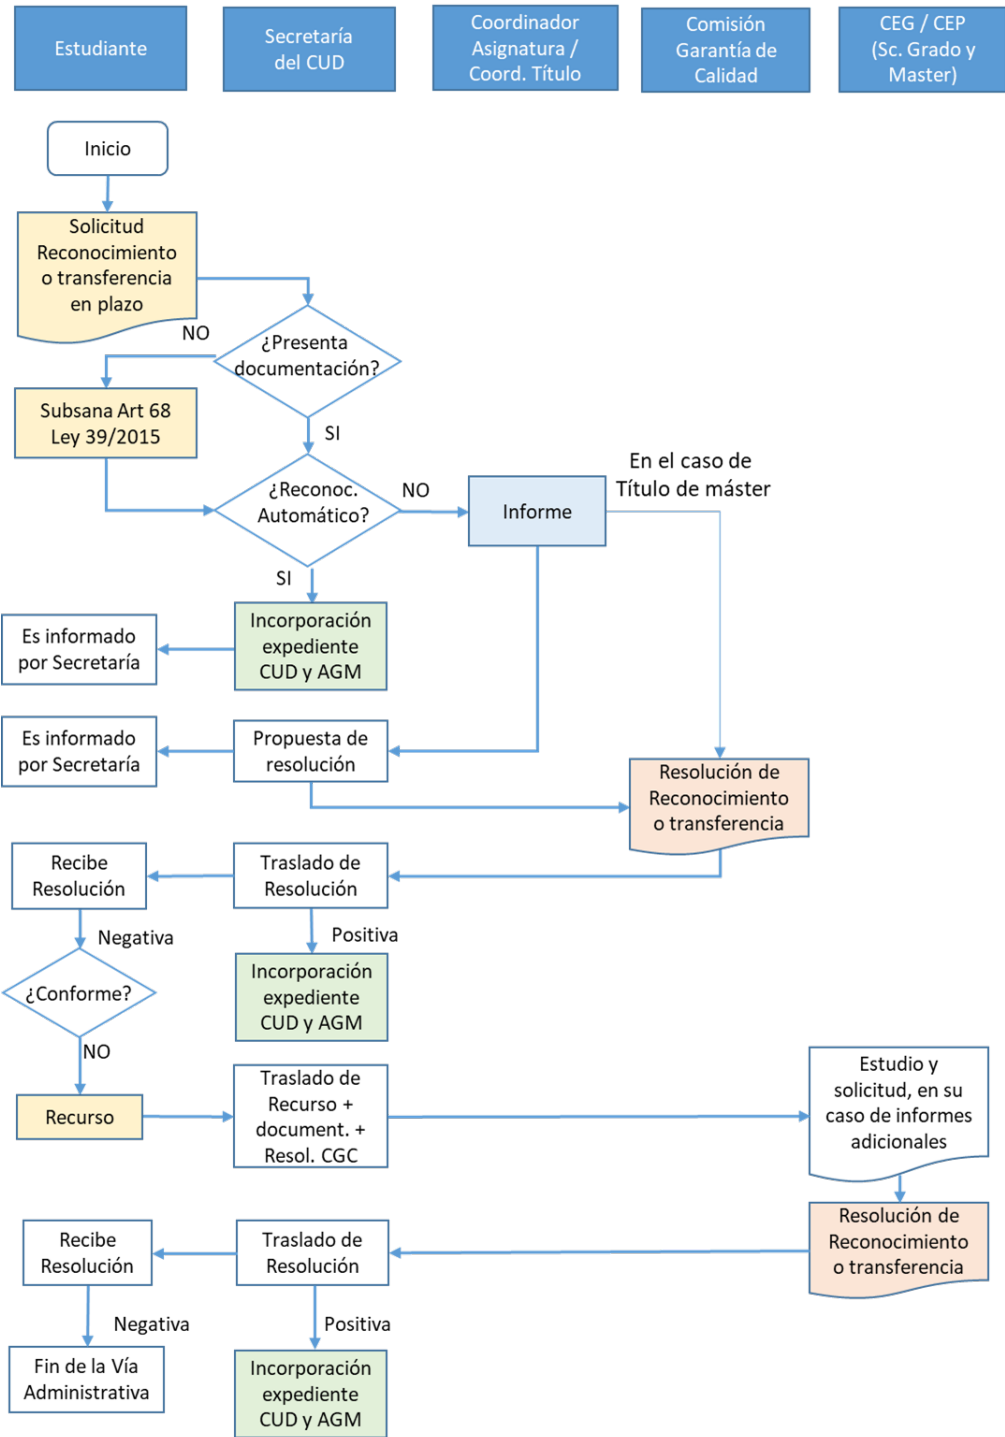 Estudiante
Secretaría
del CUD
Coordinador
Asignatura /
Coord. Título
Comisión
Garantía de
Calidad
CEG / CEP
(Sc. Grado y
Master)
Inicio
Solicitud
Reconocimiento
o transferencia
en plazo
NO
¿Presenta
documentación?
Subsana Art 68
Ley 39/2015
SI
¿Reconoc.
Automático?
NO
Informe
En el caso de
Título de máster
SI
Incorporación
expediente
CUD y AGM
Es informado
por Secretaría
Es informado
por Secretaría
Propuesta de
resolución
Resolución de
Reconocimiento
o transferencia
Recibe
Resolución
Traslado de
Resolución
Negativa
Positiva
¿Conforme?
Incorporación
expediente
CUD y AGM
NO
Recurso
Traslado de
Recurso +
document. +
Resol. CGC
Estudio y
solicitud, en su
caso de informes
adicionales
Resolución de
Reconocimiento
o transferencia
Recibe
Resolución
Traslado de
Resolución
Negativa
Positiva
Fin de la Vía
Administrativa
Incorporación
expediente
CUD y AGM